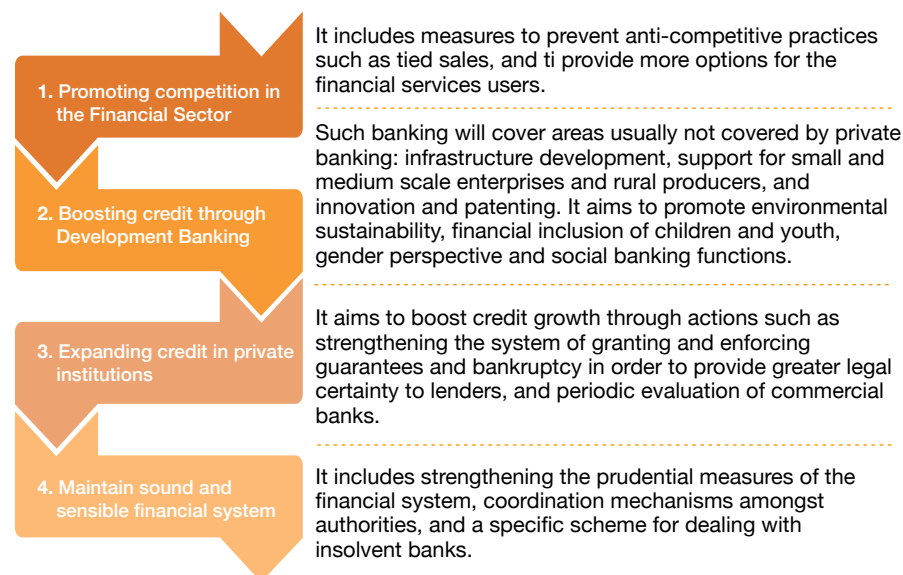 1. Promoting competition in
the Financial Sector
It includes measures to prevent anti-competitive practices
such as tied sales, and ti provide more options for the
financial services users.
2. Boosting credit through
Development Banking
Such banking will cover areas usually not covered by private
banking: infrastructure development, support for small and
medium scale enterprises and rural producers, and
innovation and patenting. It aims to promote environmental
sustainability, financial inclusion of children and youth,
gender perspective and social banking functions.
3. Expanding credit in private
institutions
It aims to boost credit growth through actions such as
strengthening the system of granting and enforcing
guarantees and bankruptcy in order to provide greater legal
certainty to lenders, and periodic evaluation of commercial
banks.
4. Maintain sound and
sensible financial system
It includes strengthening the prudential measures of the
financial system, coordination mechanisms amongst
authorities, and a specific scheme for dealing with
insolvent banks.